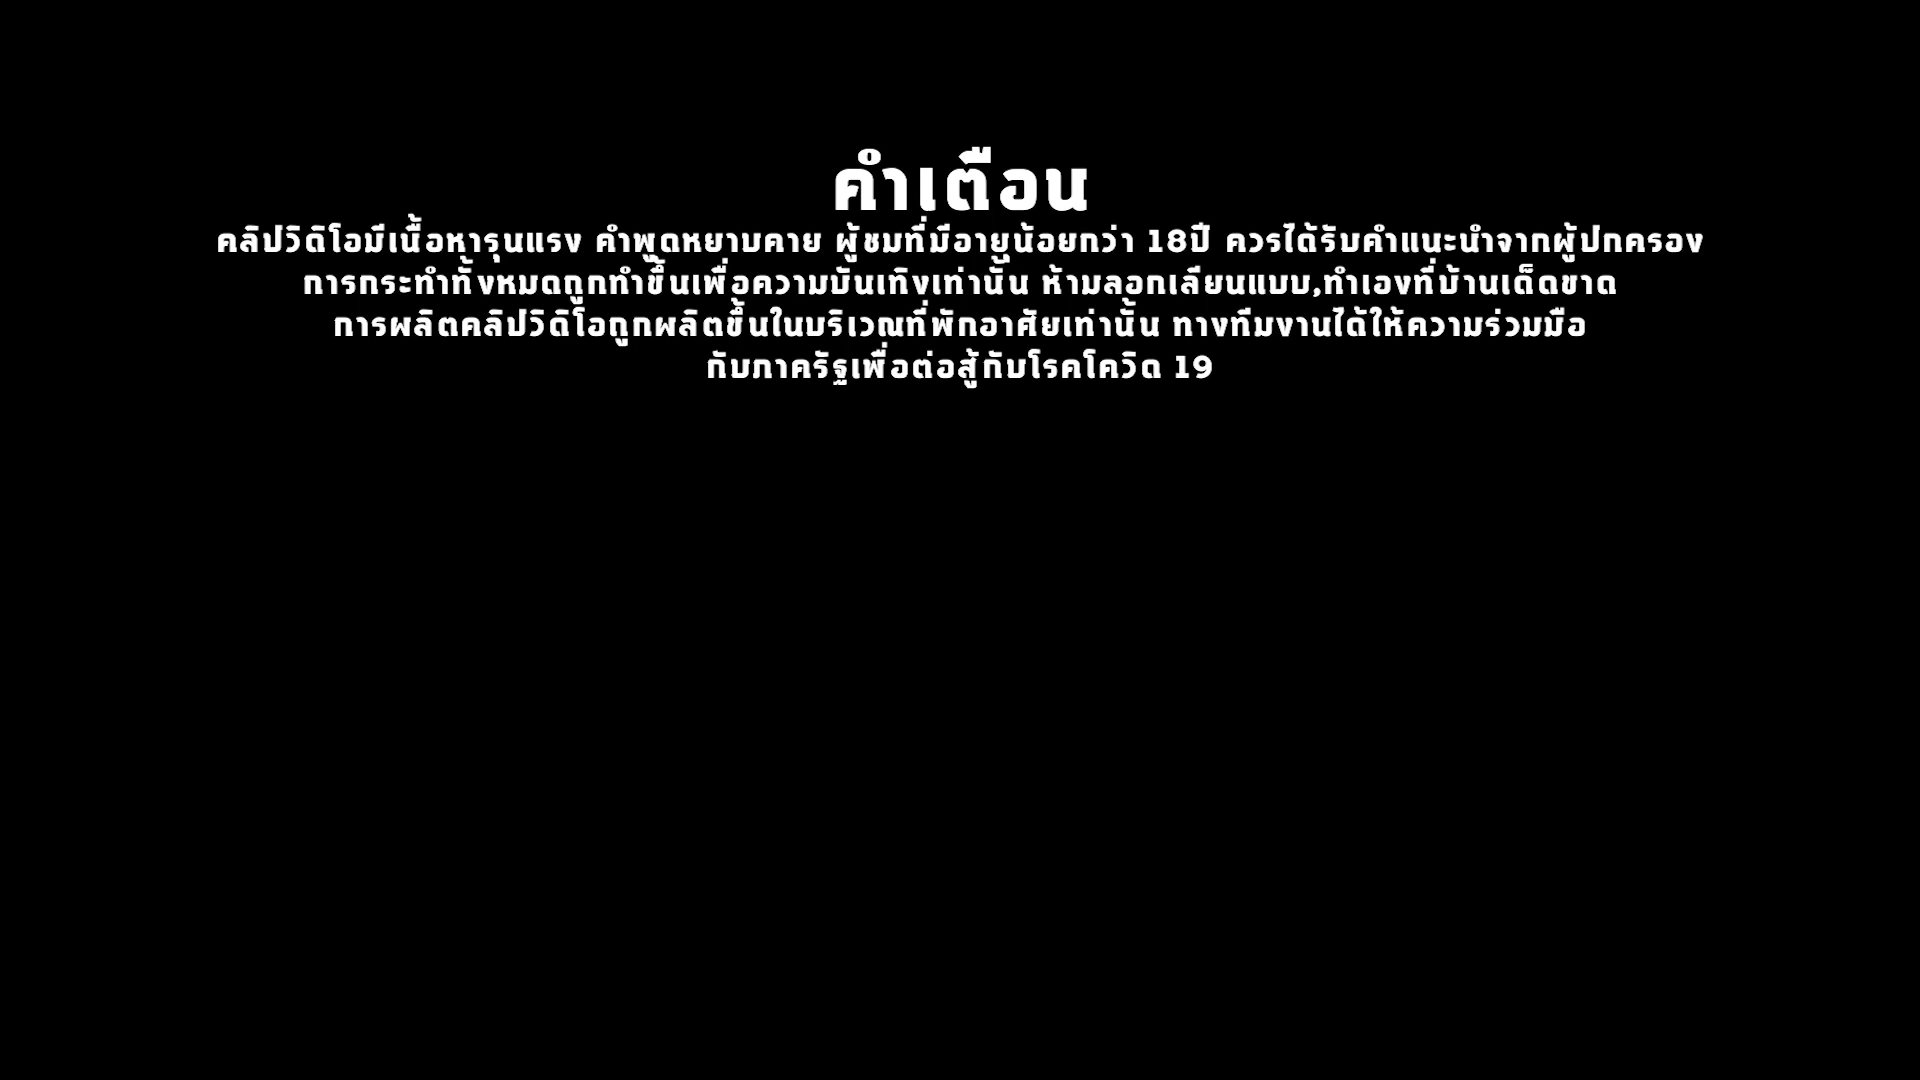 คำเตือน
คลิปวิดิโอมีเนื้อหารุนแรง คำพูดหยาบคาย ผู้ชมที่มีอายุน้อยกว่า 18ปี ควรได้รับคำแนะนำจากผู้ปกครอง
การกระทำทั้งหมดถูกทำขึ้นเพื่อความบันเทิงเท่านั้น ห้ามลอกเลียนแบบ,ทำเองที่บ้านเด็ดขาด
การผลิตคลิปวิดิโอถูกผลิตขึ้นในบริเวณที่พักอาศัยเท่านั้น ทางทีมงานได้ให้ความร่วมมือ
กับภาครัฐเพื่อต่อสู้กับโรคโควิด 19